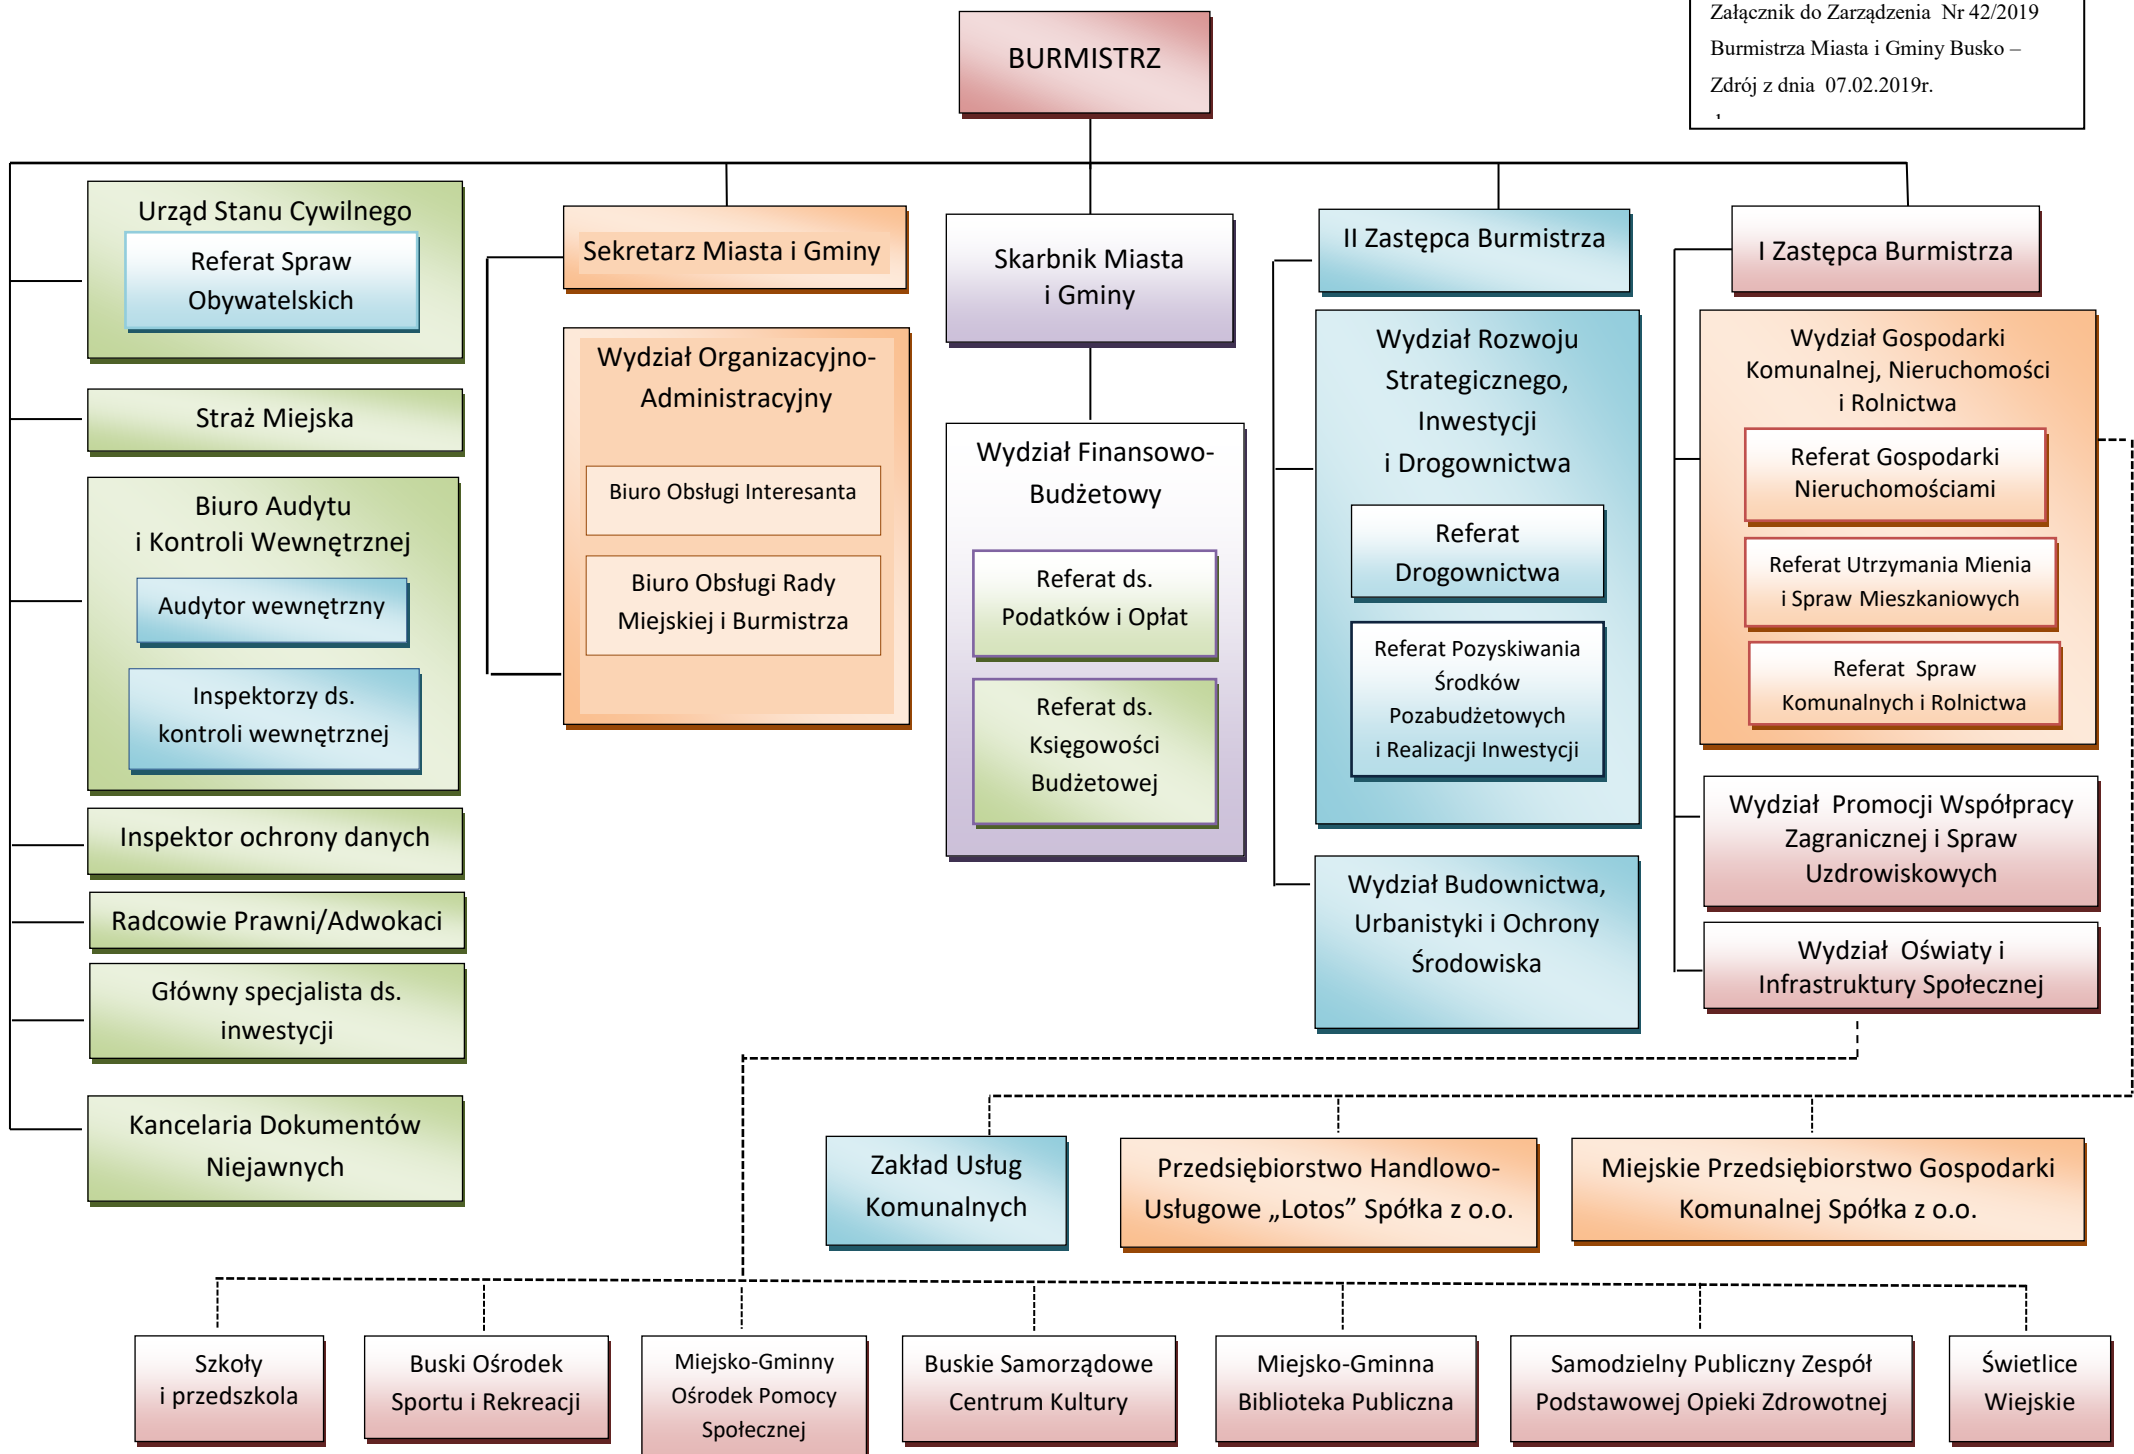 Załącznik do Zarządzenia Nr 42/2019
Burmistrza Miasta i Gminy Busko –
Zdrój z dnia 07.02.2019r.
BURMISTRZ
Urząd Stanu Cywilnego
Referat Spraw
Obywatelskich
Straż Miejska
Biuro Audytu
i Kontroli Wewnętrznej
Audytor wewnętrzny
Inspektorzy ds.
kontroli wewnętrznej
Inspektor ochrony danych
Radcowie Prawni/Adwokaci
Główny specjalista ds.
inwestycji
Kancelaria Dokumentów
Niejawnych
Sekretarz Miasta i Gminy
Wydział Organizacyjno-
Administracyjny
Biuro Obsługi Interesanta
Biuro Obsługi Rady
Miejskiej i Burmistrza
Skarbnik Miasta
i Gminy
Wydział Finansowo-
Budżetowy
Referat ds.
Podatków i Opłat
Referat ds.
Księgowości
Budżetowej
II Zastępca Burmistrza
Wydział Rozwoju
Strategicznego,
Inwestycji
i Drogownictwa
Referat
Drogownictwa
Referat Pozyskiwania
Środków
Pozabudżetowych
i Realizacji Inwestycji
Wydział Budownictwa,
Urbanistyki i Ochrony
Środowiska
I Zastępca Burmistrza
Wydział Gospodarki
Komunalnej, Nieruchomości
i Rolnictwa
Referat Gospodarki
Nieruchomościami
Referat Utrzymania Mienia
i Spraw Mieszkaniowych
Referat Spraw
Komunalnych i Rolnictwa
Wydział Promocji Współpracy
Zagranicznej i Spraw
Uzdrowiskowych
Wydział Oświaty i
Infrastruktury Społecznej
Zakład Usług
Komunalnych
Przedsiębiorstwo Handlowo-
Usługowe „Lotos” Spółka z o.o.
Miejskie Przedsiębiorstwo Gospodarki
Komunalnej Spółka z o.o.
Szkoły
i przedszkola
Buski Ośrodek
Sportu i Rekreacji
Miejsko-Gminny
Ośrodek Pomocy
Społecznej
Buskie Samorządowe
Centrum Kultury
Miejsko-Gminna
Biblioteka Publiczna
Samodzielny Publiczny Zespół
Podstawowej Opieki Zdrowotnej
Świetlice
Wiejskie